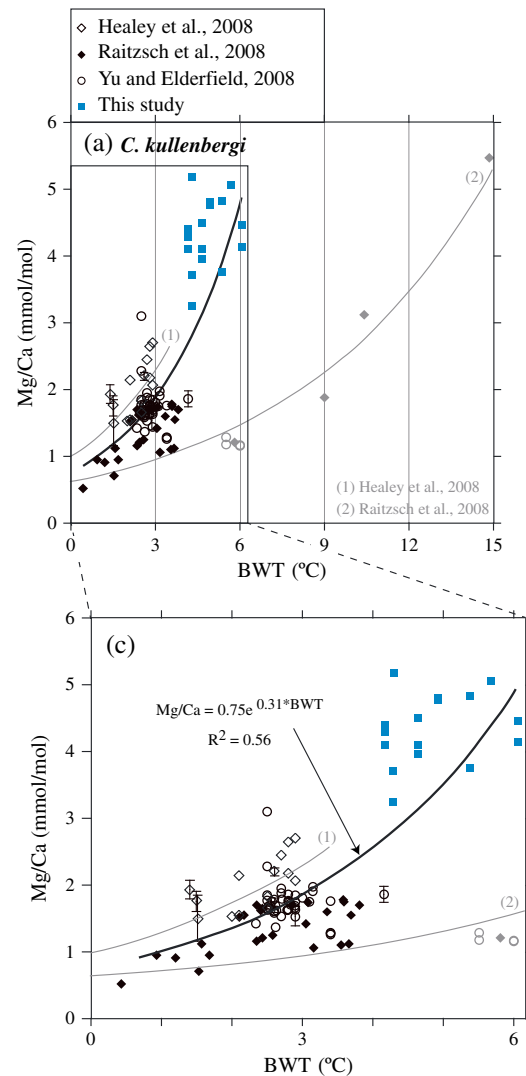 Healey et al., 2008
Raitzsch et al., 2008
Yu and Elderfield, 2008
This study
(a) C. kullenbergi
6
5
4
3
2
1
0
Mg/Ca (mmol/mol)
(1)
(2)
(1) Healey et al., 2008
(2) Raitzsch et al., 2008
0 3 6 9 12 15
BWT (ºC)
(c)
6
5
4
3
2
1
0
Mg/Ca (mmol/mol)
Mg/Ca = 0.75e 0.31*BWT
R2 = 0.56
(1)
(2)
0 3 6
BWT (ºC)